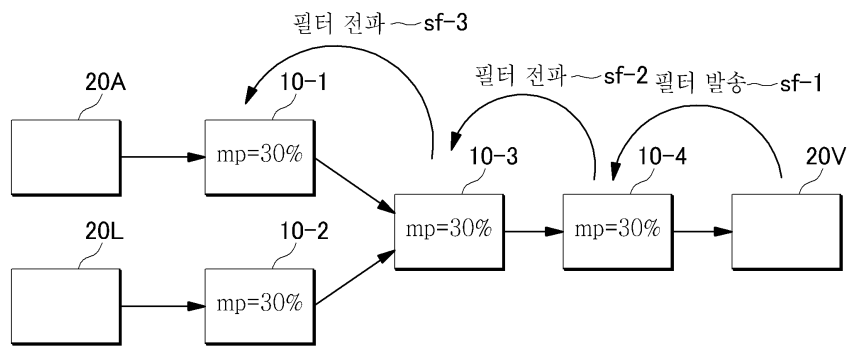 필터 전파 sf-3
필터 전파 sf-2
필터 발송 sf-1
20A
10-1
mp=30%
10-3
10-4
20V
mp=30%
mp=30%
20L
10-2
mp=30%